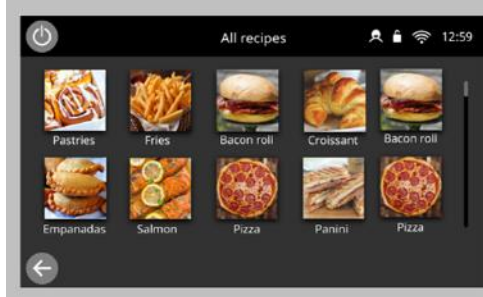 All recipes
12:59
Pastries Fries Bacon roll Croissant Bacon roll
Empanadas Salmon Pizza Panini Pizza